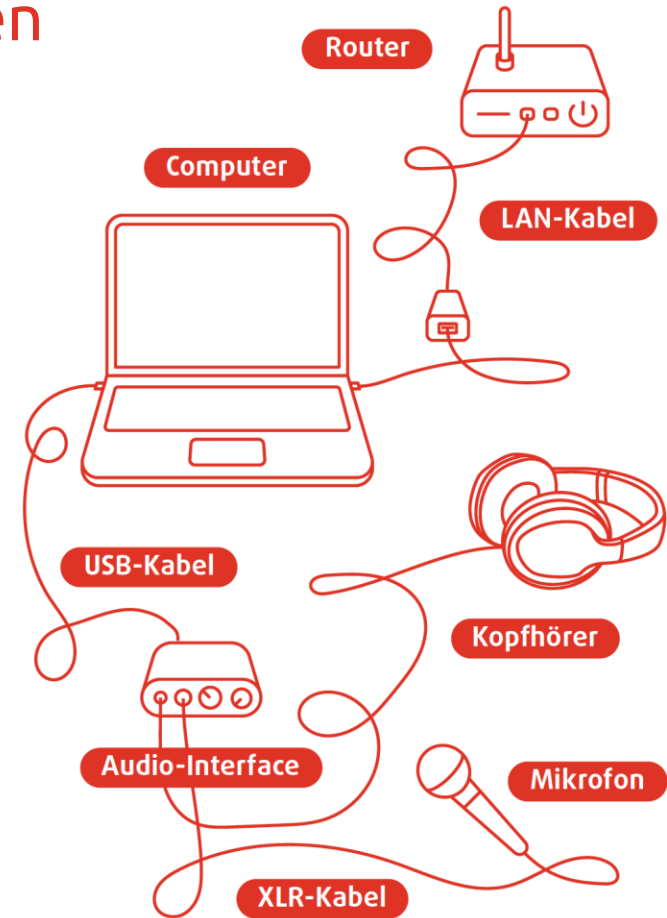 en
Router
Computer
LAN-Kabel
USB-Kabel
Kopfhörer
Audio-Interface
Mikrofon
XLR-Kabel